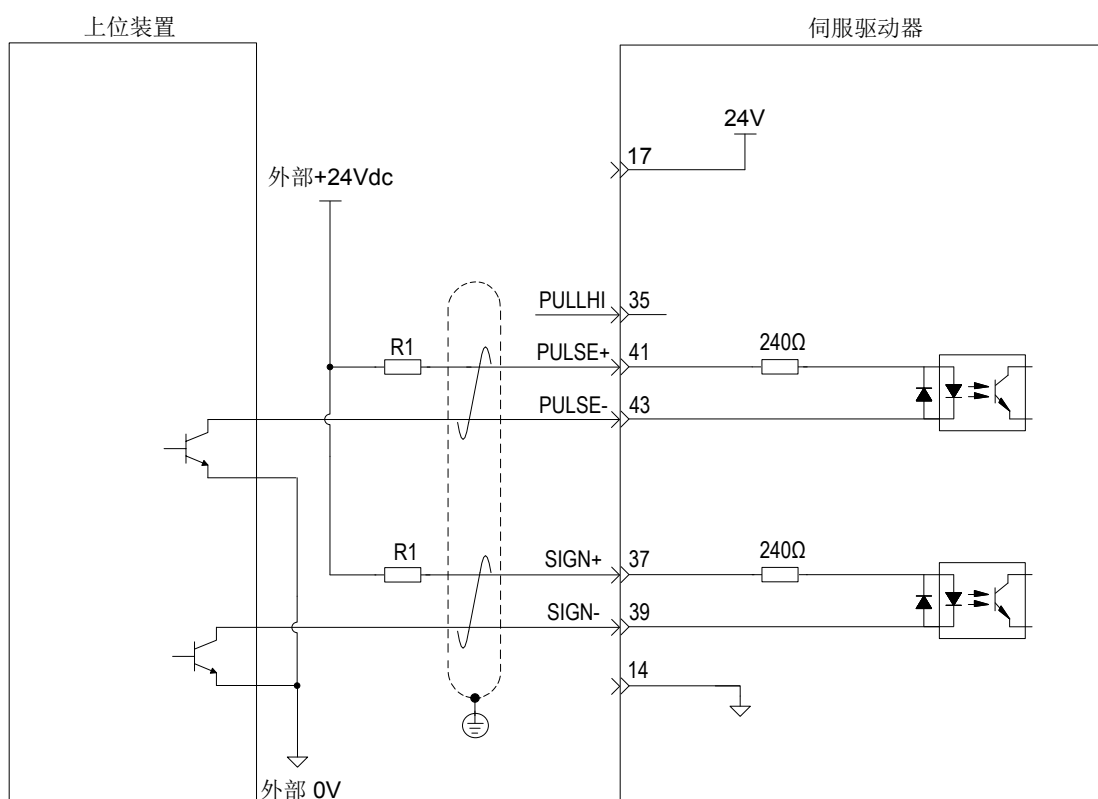 上位装置
伺服驱动器
24V
17
外部+24Vdc
PULLHI
35
R1
PULSE+
41
240Ω
PULSE-
43
R1
SIGN+
37
240Ω
SIGN-
39
14
外部 0V